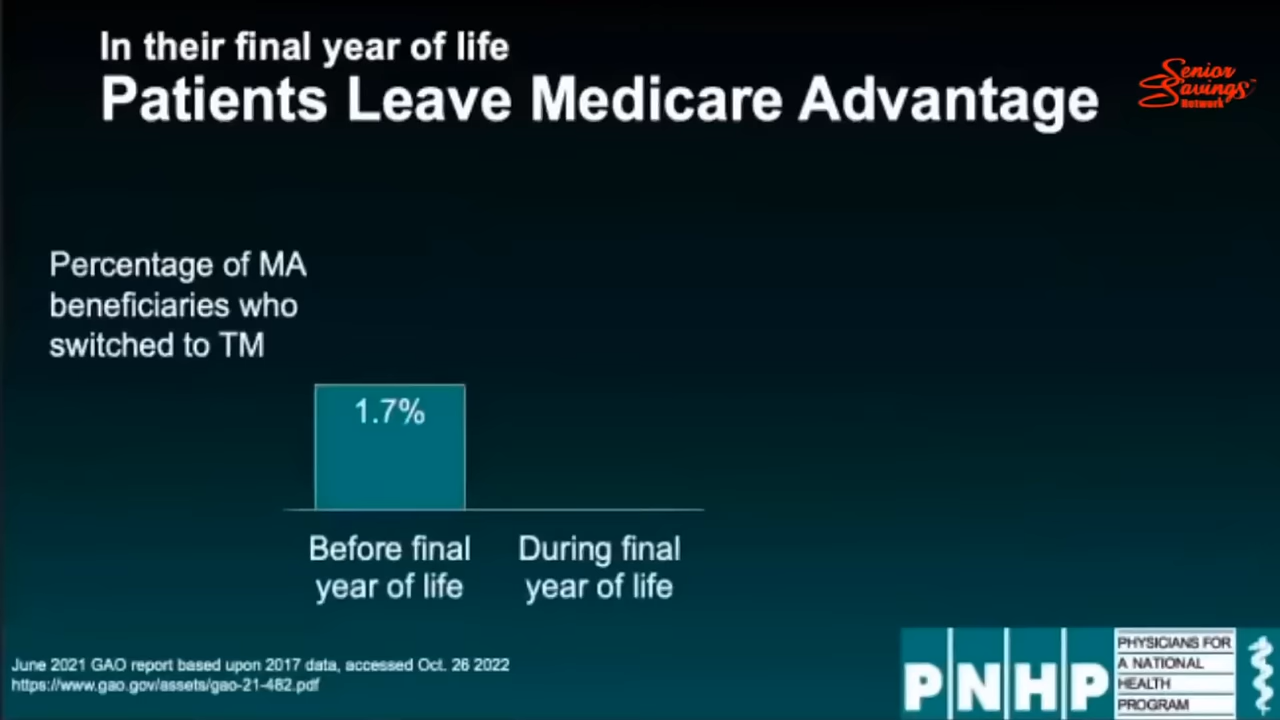 In their final year of life
Patients Leave Medicare Advantage
Senior
Savings
Network
Percentage of MA
beneficiaries who
switched to TM
1.7%
Before final
year of life
During final
year of life
June 2021 GAO report based upon 2017 data, accessed Oct. 26 2022
https://www.gao.gov/assets/gao-21-482.pdf
PNHP
PHYSICIANS FOR
A NATIONAL
HEALTH
PROGRAM